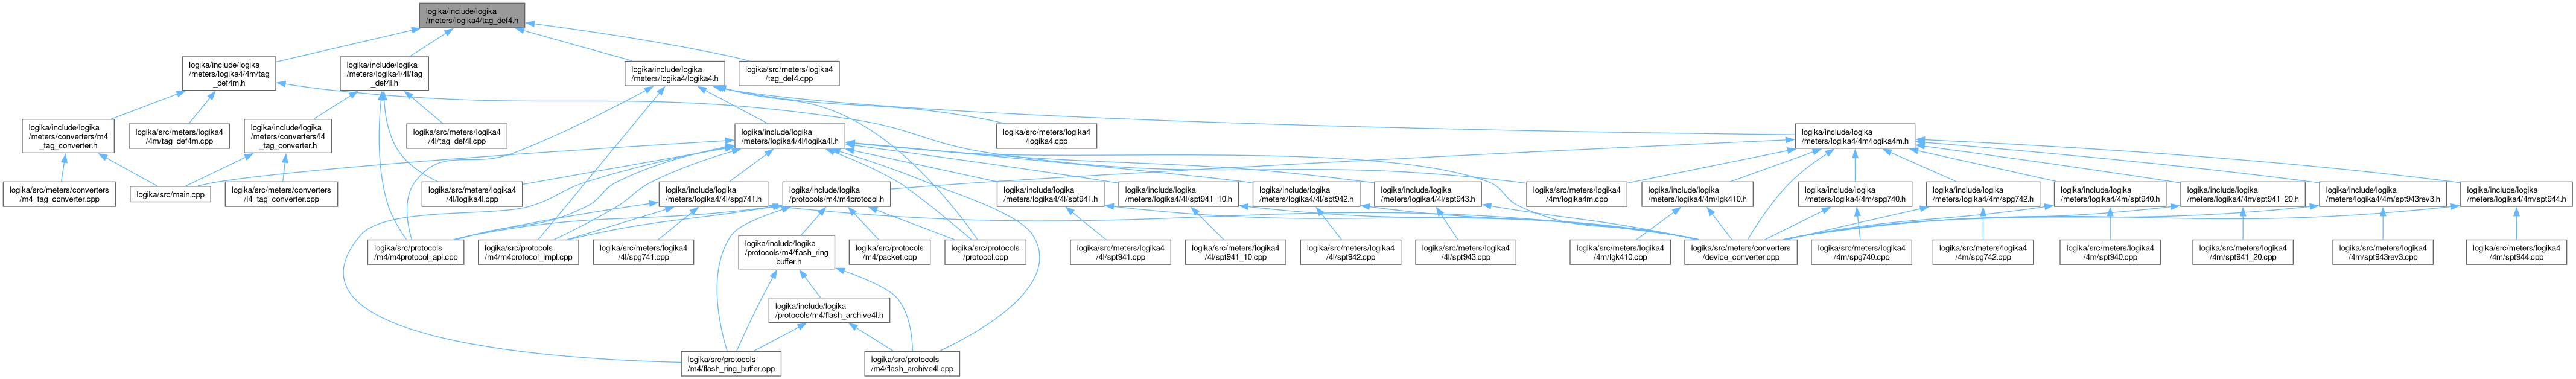 logika/include/logika
/meters/logika4/tag_def4.h
logika/include/logika
/meters/logika4/4m/tag
_def4m.h
logika/include/logika
/meters/logika4/4l/tag
_def4l.h
logika/include/logika
/meters/logika4/logika4.h
logika/src/meters/logika4
/tag_def4.cpp
logika/include/logika
/meters/converters/m4
_tag_converter.h
logika/src/meters/logika4
/4m/tag_def4m.cpp
logika/include/logika
/meters/converters/l4
_tag_converter.h
logika/src/meters/logika4
/4l/tag_def4l.cpp
logika/include/logika
/meters/logika4/4l/logika4l.h
logika/src/meters/logika4
/logika4.cpp
logika/include/logika
/meters/logika4/4m/logika4m.h
logika/src/meters/converters
/m4_tag_converter.cpp
logika/src/main.cpp
logika/src/meters/converters
/l4_tag_converter.cpp
logika/src/meters/logika4
/4l/logika4l.cpp
logika/include/logika
/meters/logika4/4l/spg741.h
logika/include/logika
/protocols/m4/m4protocol.h
logika/include/logika
/meters/logika4/4l/spt941.h
logika/include/logika
/meters/logika4/4l/spt941_10.h
logika/include/logika
/meters/logika4/4l/spt942.h
logika/include/logika
/meters/logika4/4l/spt943.h
logika/src/meters/logika4
/4m/logika4m.cpp
logika/include/logika
/meters/logika4/4m/lgk410.h
logika/include/logika
/meters/logika4/4m/spg740.h
logika/include/logika
/meters/logika4/4m/spg742.h
logika/include/logika
/meters/logika4/4m/spt940.h
logika/include/logika
/meters/logika4/4m/spt941_20.h
logika/include/logika
/meters/logika4/4m/spt943rev3.h
logika/include/logika
/meters/logika4/4m/spt944.h
logika/src/protocols
/m4/m4protocol_api.cpp
logika/src/protocols
/m4/m4protocol_impl.cpp
logika/src/meters/logika4
/4l/spg741.cpp
logika/include/logika
/protocols/m4/flash_ring
_buffer.h
logika/src/protocols
/m4/packet.cpp
logika/src/protocols
/protocol.cpp
logika/src/meters/logika4
/4l/spt941.cpp
logika/src/meters/logika4
/4l/spt941_10.cpp
logika/src/meters/logika4
/4l/spt942.cpp
logika/src/meters/logika4
/4l/spt943.cpp
logika/src/meters/logika4
/4m/lgk410.cpp
logika/src/meters/converters
/device_converter.cpp
logika/src/meters/logika4
/4m/spg740.cpp
logika/src/meters/logika4
/4m/spg742.cpp
logika/src/meters/logika4
/4m/spt940.cpp
logika/src/meters/logika4
/4m/spt941_20.cpp
logika/src/meters/logika4
/4m/spt943rev3.cpp
logika/src/meters/logika4
/4m/spt944.cpp
logika/include/logika
/protocols/m4/flash_archive4l.h
logika/src/protocols
/m4/flash_ring_buffer.cpp
logika/src/protocols
/m4/flash_archive4l.cpp